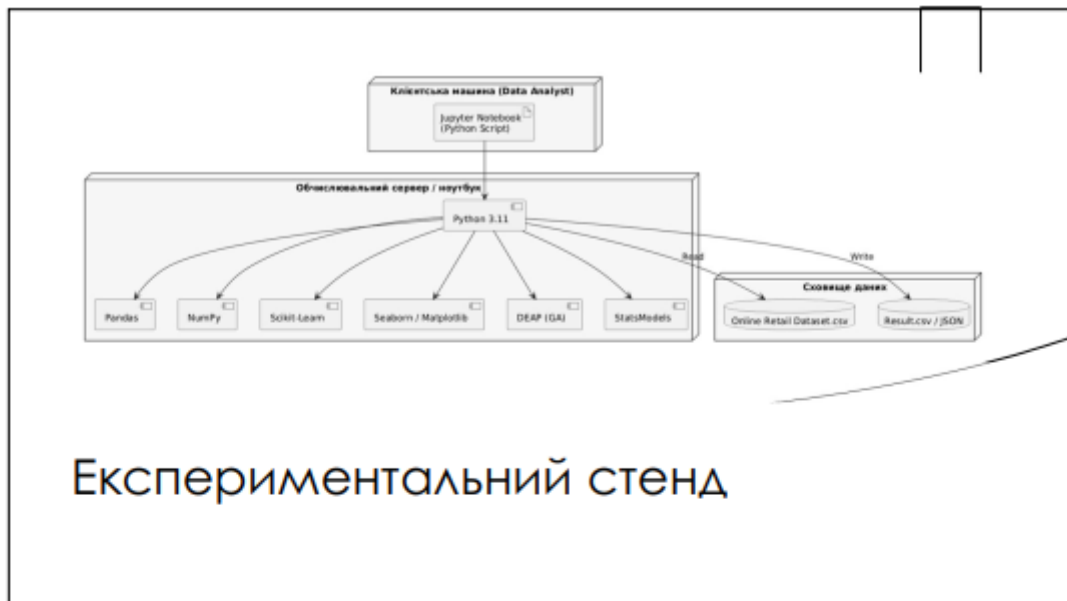 Клієнтська машина (Data Analyst)
Jupyter Notebook
(Python Script)
Обчислювальний сервер / ноутбук
Python 3.11
Read
Write
Сховище даних
Pandas
NumPy
Scikit-Learn
Seaborn / Matplotlib
DEAP (GA)
StatsModels
Online Retail Dataset.csv
Result.csv / JSON
Експериментальний стенд